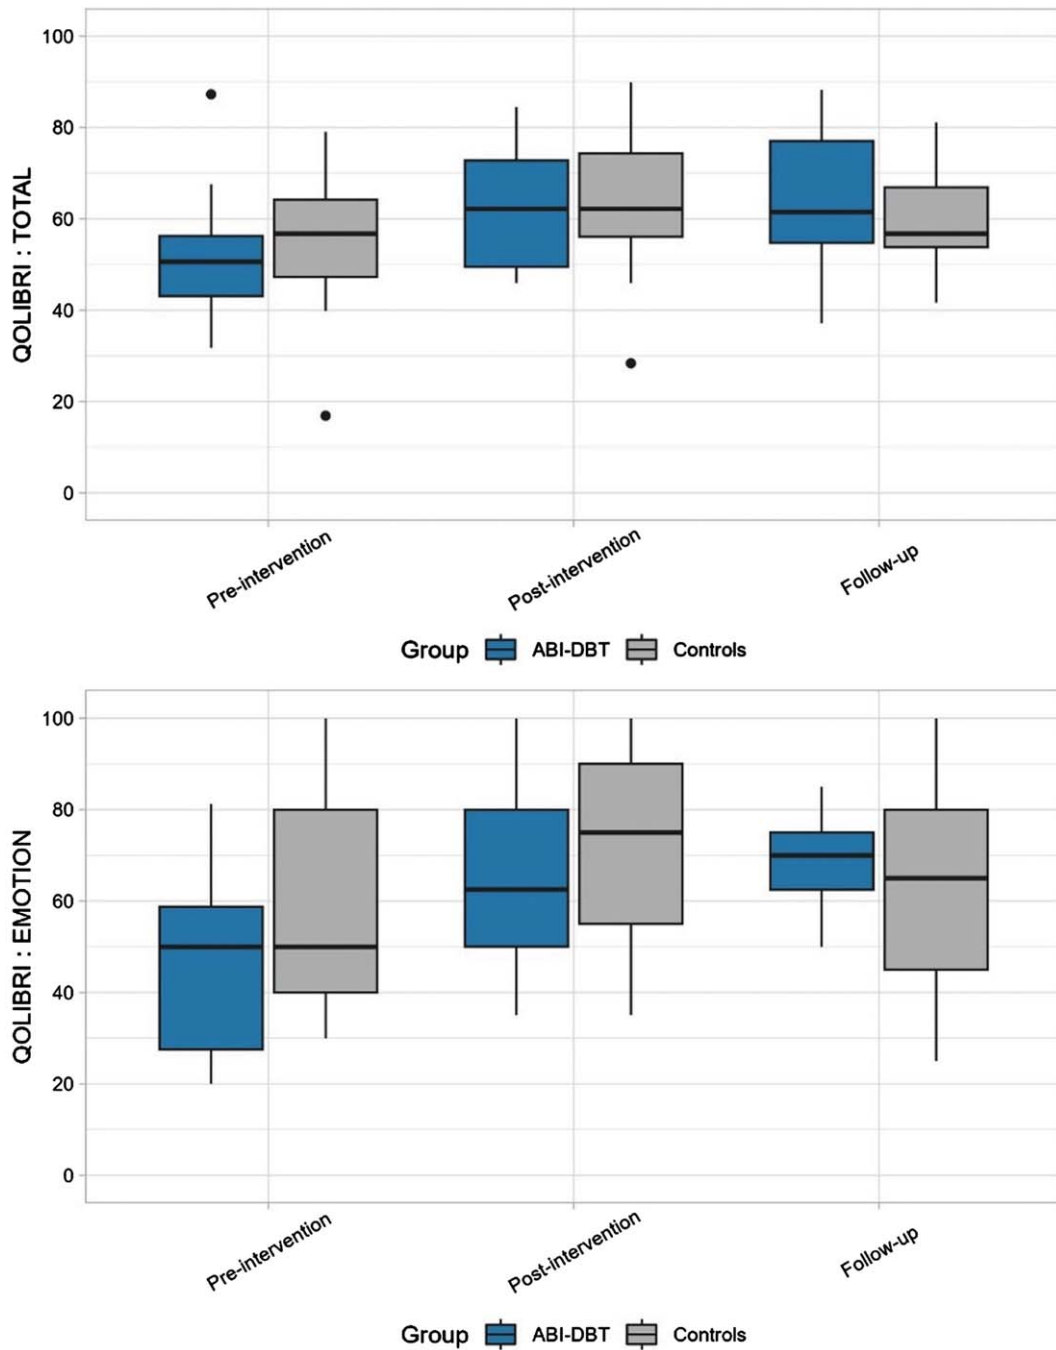 QOLIBRI : TOTAL
100
80
60
40
20
0
Pre-intervention
Post-intervention
Follow-up
Group ABI-DBT Controls
QOLIBRI : EMOTION
100
80
60
40
20
0
Pre-intervention
Post-intervention
Follow-up
Group ABI-DBT Controls